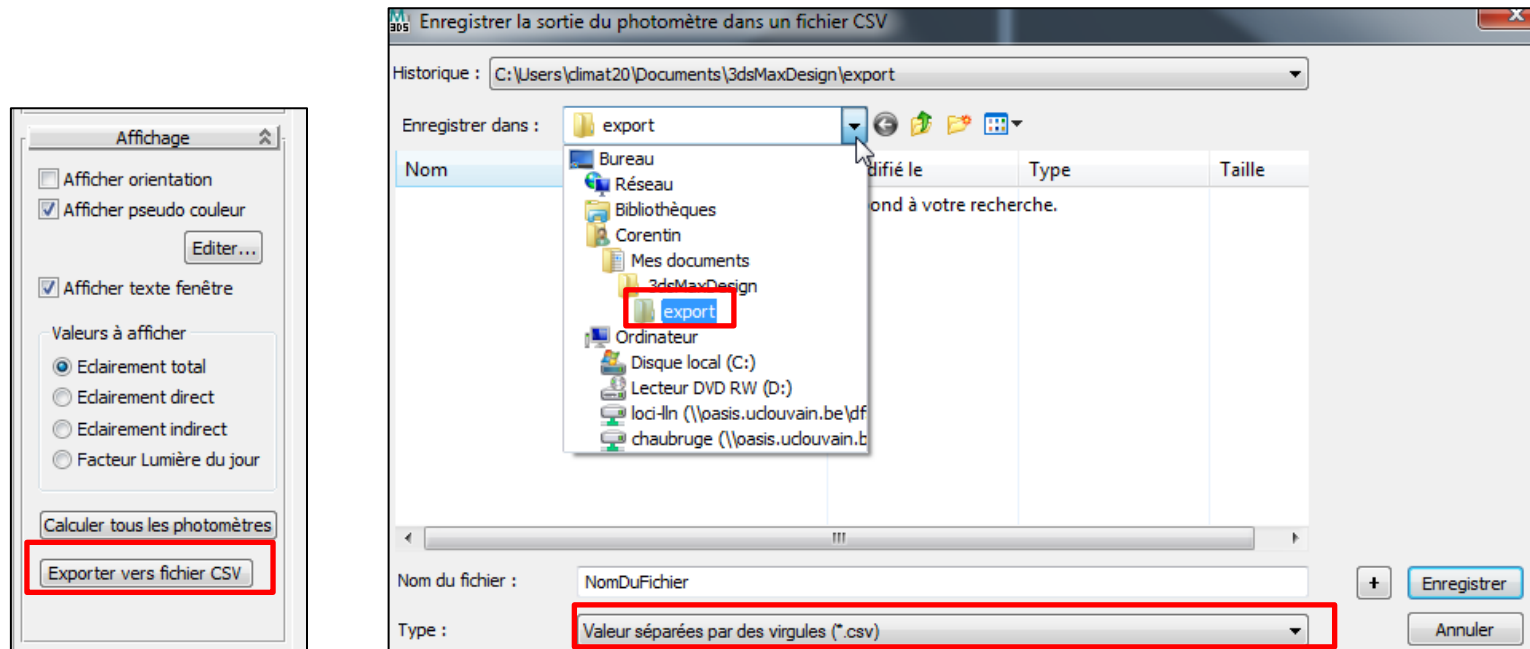 Affichage
Afficher orientation
Afficher pseudo couleur
Editer...
Afficher texte fenêtre
Valeurs à afficher
Eclairement total
Eclairement direct
Eclairement indirect
Facteur Lumière du jour
Calculer tous les photomètres
Exporter vers fichier CSV
Enregistrer la sortie du photomètre dans un fichier CSV
Historique : C:\Users\climat20\Documents\3dsMaxDesign\export
Enregistrer dans : export
Nom difié le Type Taille
ond à votre recherche.
Bureau
Réseau
Bibliothèques
Corentin
Mes documents
3dsMaxDesign
export
Ordinateur
Disque local (C:)
Lecteur DVD RW (D:)
loci-lln (\\oasis.uclouvain.be\df
chaubruge (\\oasis.uclouvain.b
Nom du fichier : NomDuFichier + Enregistrer
Type : Valeur séparées par des virgules (*.csv) Annuler